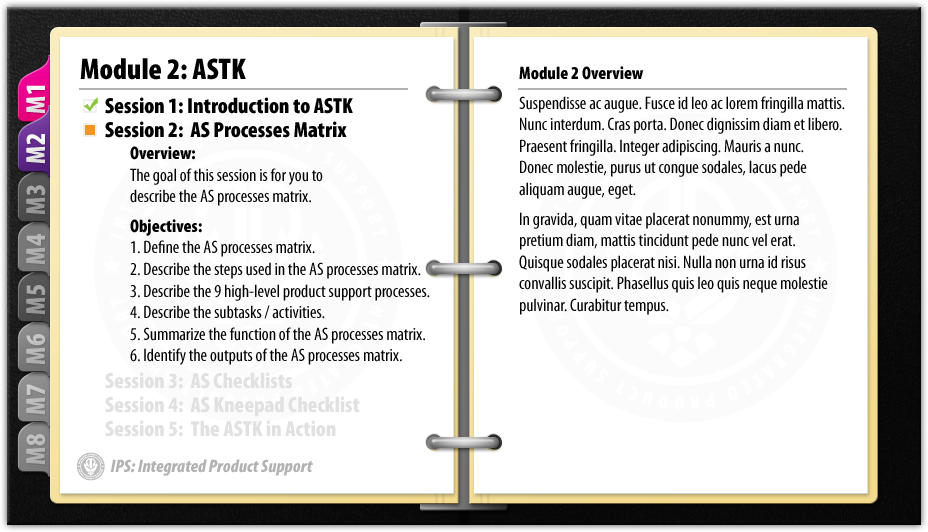 M1
M2
M3
M4
M5
M6
M7
M8
Module 2: ASTK
Session 1: Introduction to ASTK
Session 2: AS Processes Matrix
Overview:
The goal of this session is for you to
describe the AS processes matrix.
Objectives:
1. Define the AS processes matrix.
2. Describe the steps used in the AS processes matrix.
3. Describe the 9 high-level product support processes.
4. Describe the subtasks / activities.
5. Summarize the function of the AS processes matrix.
6. Identify the outputs of the AS processes matrix.
Session 3: AS Checklists
Session 4: AS Kneepad Checklist
Session 5: The ASTK in Action
IPS: Integrated Product Support
Module 2 Overview
Suspendisse ac augue. Fusce id leo ac lorem fringilla mattis.
Nunc interdum. Cras porta. Donec dignissim diam et libero.
Praesent fringilla. Integer adipiscing. Mauris a nunc.
Donec molestie, purus ut congue sodales, lacus pede
aliquam augue, eget.
In gravida, quam vitae placerat nonummy, est urna
pretium diam, mattis tincidunt pede nunc vel erat.
Quisque sodales placerat nisi. Nulla non urna id risus
convallis suscipit. Phasellus quis leo quis neque molestie
pulvinar. Curabitur tempus.